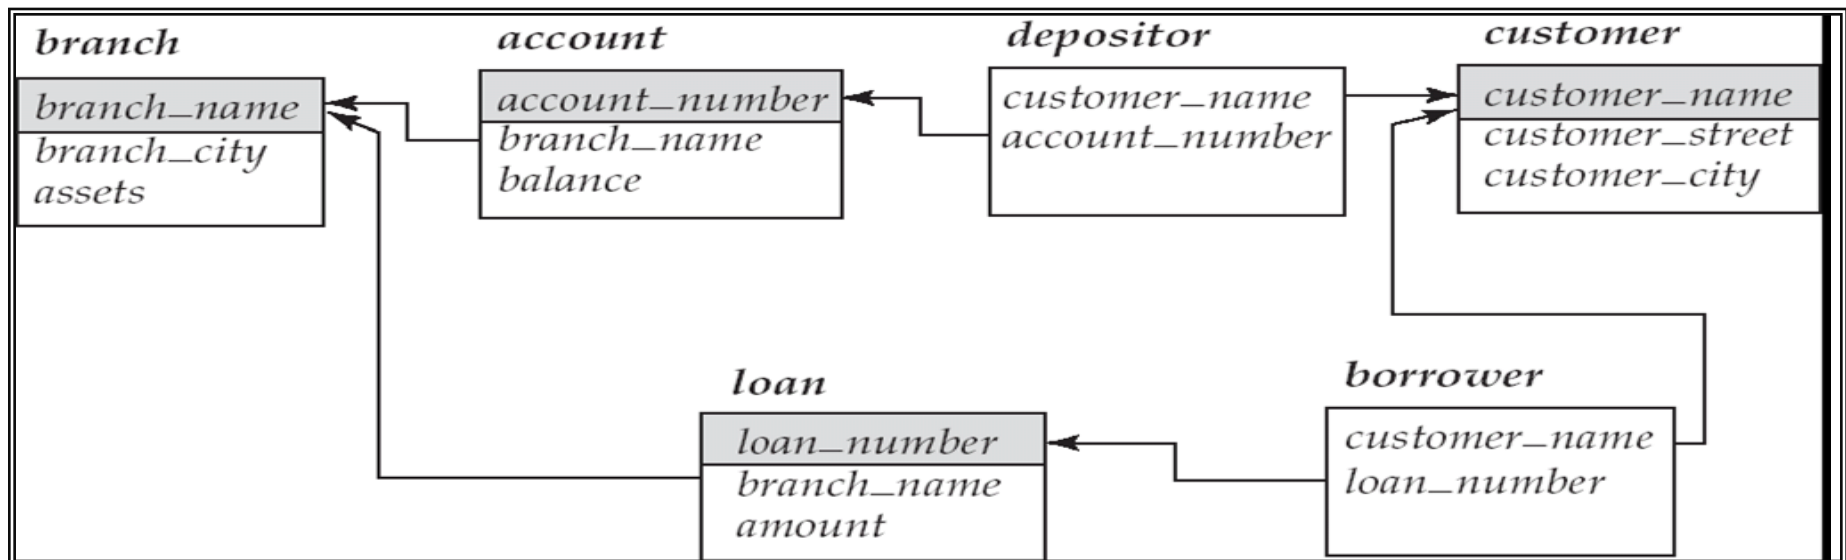 branch
branch_name
branch_city
assets
account
account_number
branch_name
balance
depositor
customer_name
account_number
customer
customer_name
customer_street
customer_city
loan
loan_number
branch_name
amount
borrower
customer_name
loan_number